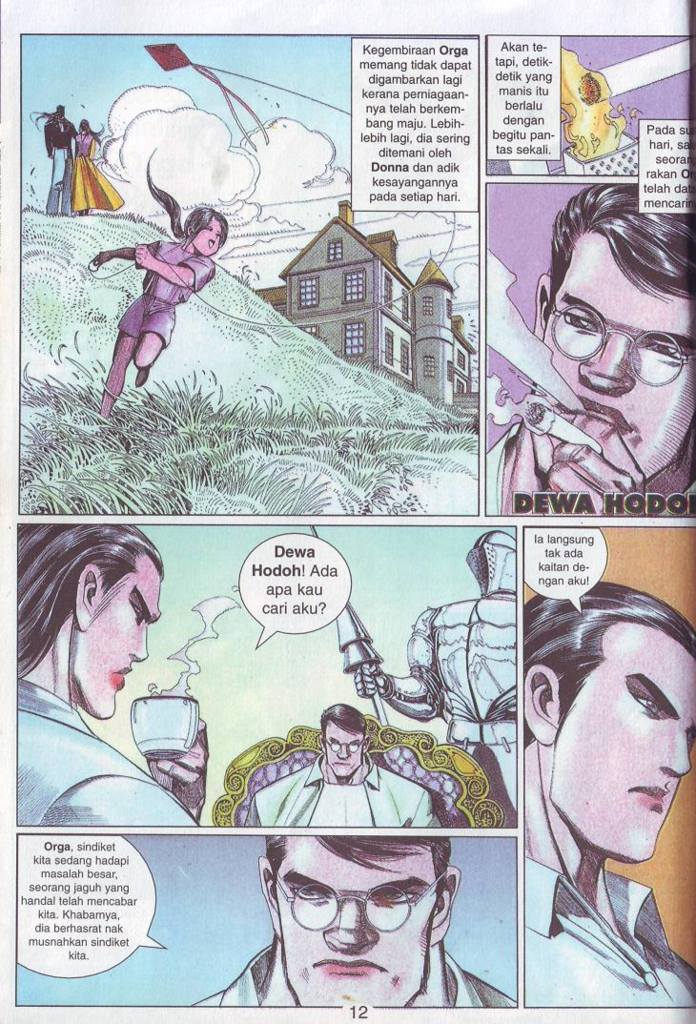 Kegembiraan Orga
memang tidak dapat
digambarkan lagi
kerana perniagaan-
nya telah berkem-
bang maju. Lebih-
lebih lagi, dia sering
ditemani oleh
Donna dan adik
kesayangannya
pada setiap hari.
Akan te-
tapi, detik-
detik yang
manis itu
berlalu
dengan
begitu pan-
tas sekali.
Pada su
hari, sa
seoran
rakan O
telah dat
mencarin
DEWA HODO
Dewa
Hodoh! Ada
apa kau
cari aku?
Ia langsung
tak ada
kaitan de-
ngan aku!
Orga, sindiket
kita sedang hadapi
masalah besar,
seorang jaguh yang
handal telah mencabar
kita. Khabarnya,
dia berhasrat nak
musnahkan sindiket
kita.
12